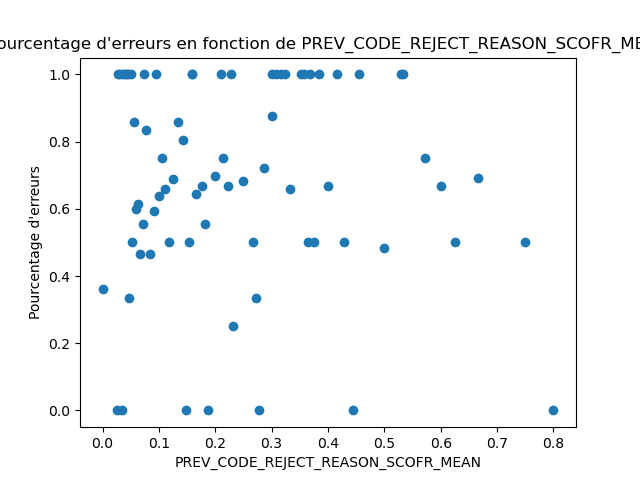 ourcentage d'erreurs en fonction de PREV_CODE_REJECT_REASON_SCOFR_ME
Pourcentage d'erreurs
1.0
0.8
0.6
0.4
0.2
0.0
0.0 0.1 0.2 0.3 0.4 0.5 0.6 0.7 0.8
PREV_CODE_REJECT_REASON_SCOFR_MEAN